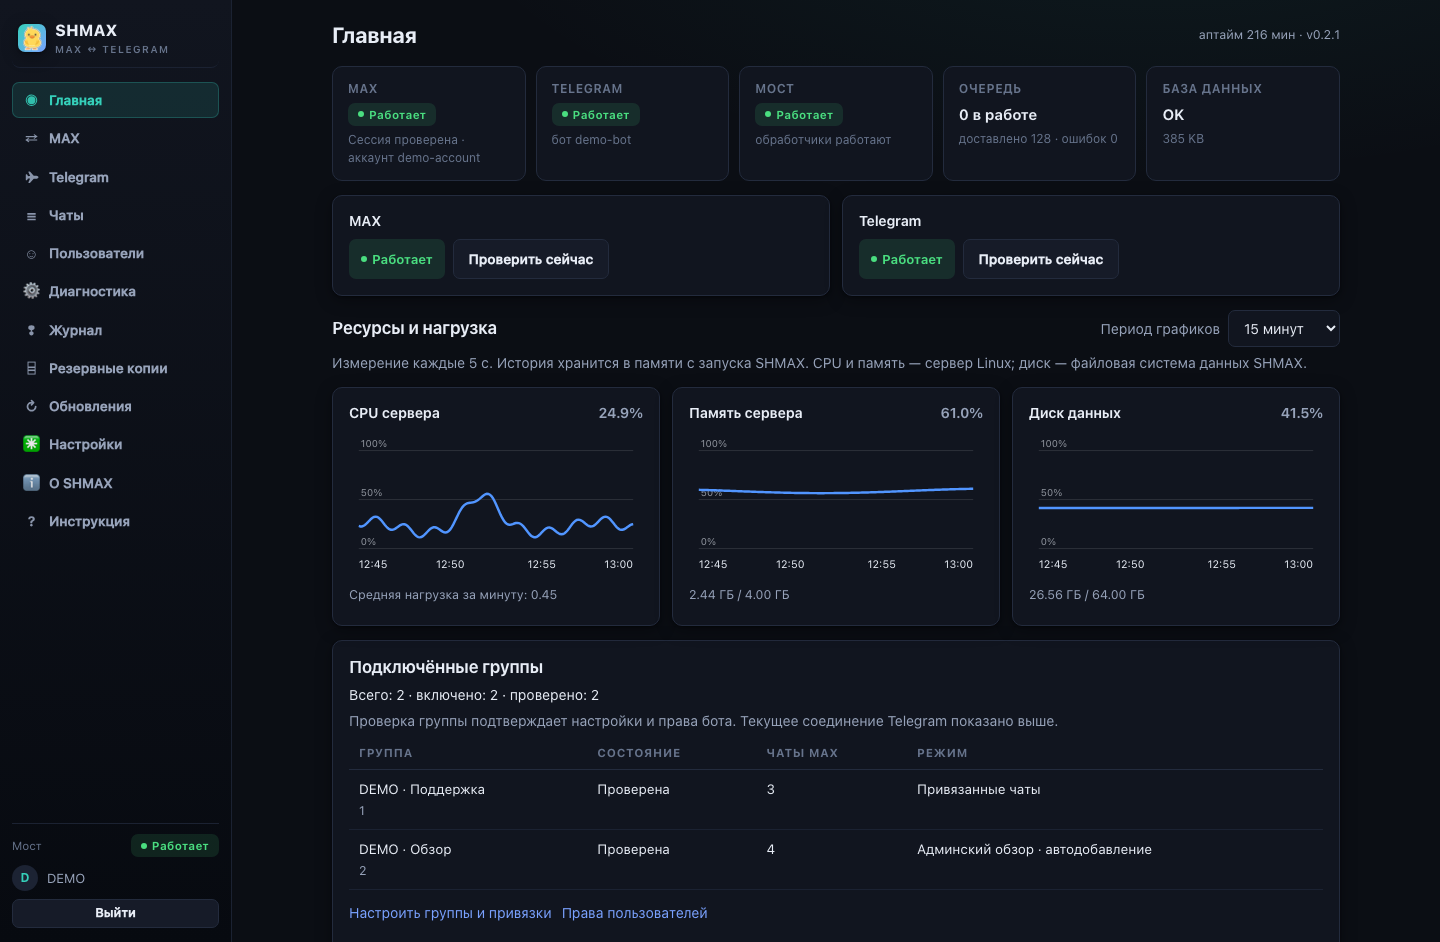 SHMAX
MAX ⇔ TELEGRAM
Главная
MAX
Telegram
Чаты
Пользователи
Диагностика
Журнал
Резервные копии
Обновления
Настройки
О SHMAX
? Инструкция
Мост
Работает
D
DEMO
Выйти
Главная
аптайм 216 мин · v0.2.1
MAX
Работает
Сессия проверена ·
аккаунт demo-account
TELEGRAM
Работает
бот demo-bot
МОСТ
Работает
обработчики работают
ОЧЕРЕДЬ
0 в работе
доставлено 128 · ошибок 0
БАЗА ДАННЫХ
OK
385 KB
MAX
Работает
Проверить сейчас
Telegram
Работает
Проверить сейчас
Ресурсы и нагрузка
Период графиков
15 минут
Измерение каждые 5 с. История хранится в памяти с запуска SHMAX. CPU и память — сервер Linux; диск — файловая система данных SHMAX.
CPU сервера 24.9%
100%
50%
0%
12:45 12:50 12:55 13:00
Средняя нагрузка за минуту: 0.45
Память сервера 61.0%
100%
50%
0%
12:45 12:50 12:55 13:00
2.44 ГБ / 4.00 ГБ
Диск данных 41.5%
100%
50%
0%
12:45 12:50 12:55 13:00
26.56 ГБ / 64.00 ГБ
Подключённые группы
Всего: 2 · включено: 2 · проверено: 2
Проверка группы подтверждает настройки и права бота. Текущее соединение Telegram показано выше.
ГРУППА СОСТОЯНИЕ ЧАТЫ MAX РЕЖИМ
DEMO · Поддержка Проверена 3 Привязанные чаты
1
DEMO · Обзор Проверена 4 Админский обзор · автодобавление
2
Настроить группы и привязки Права пользователей